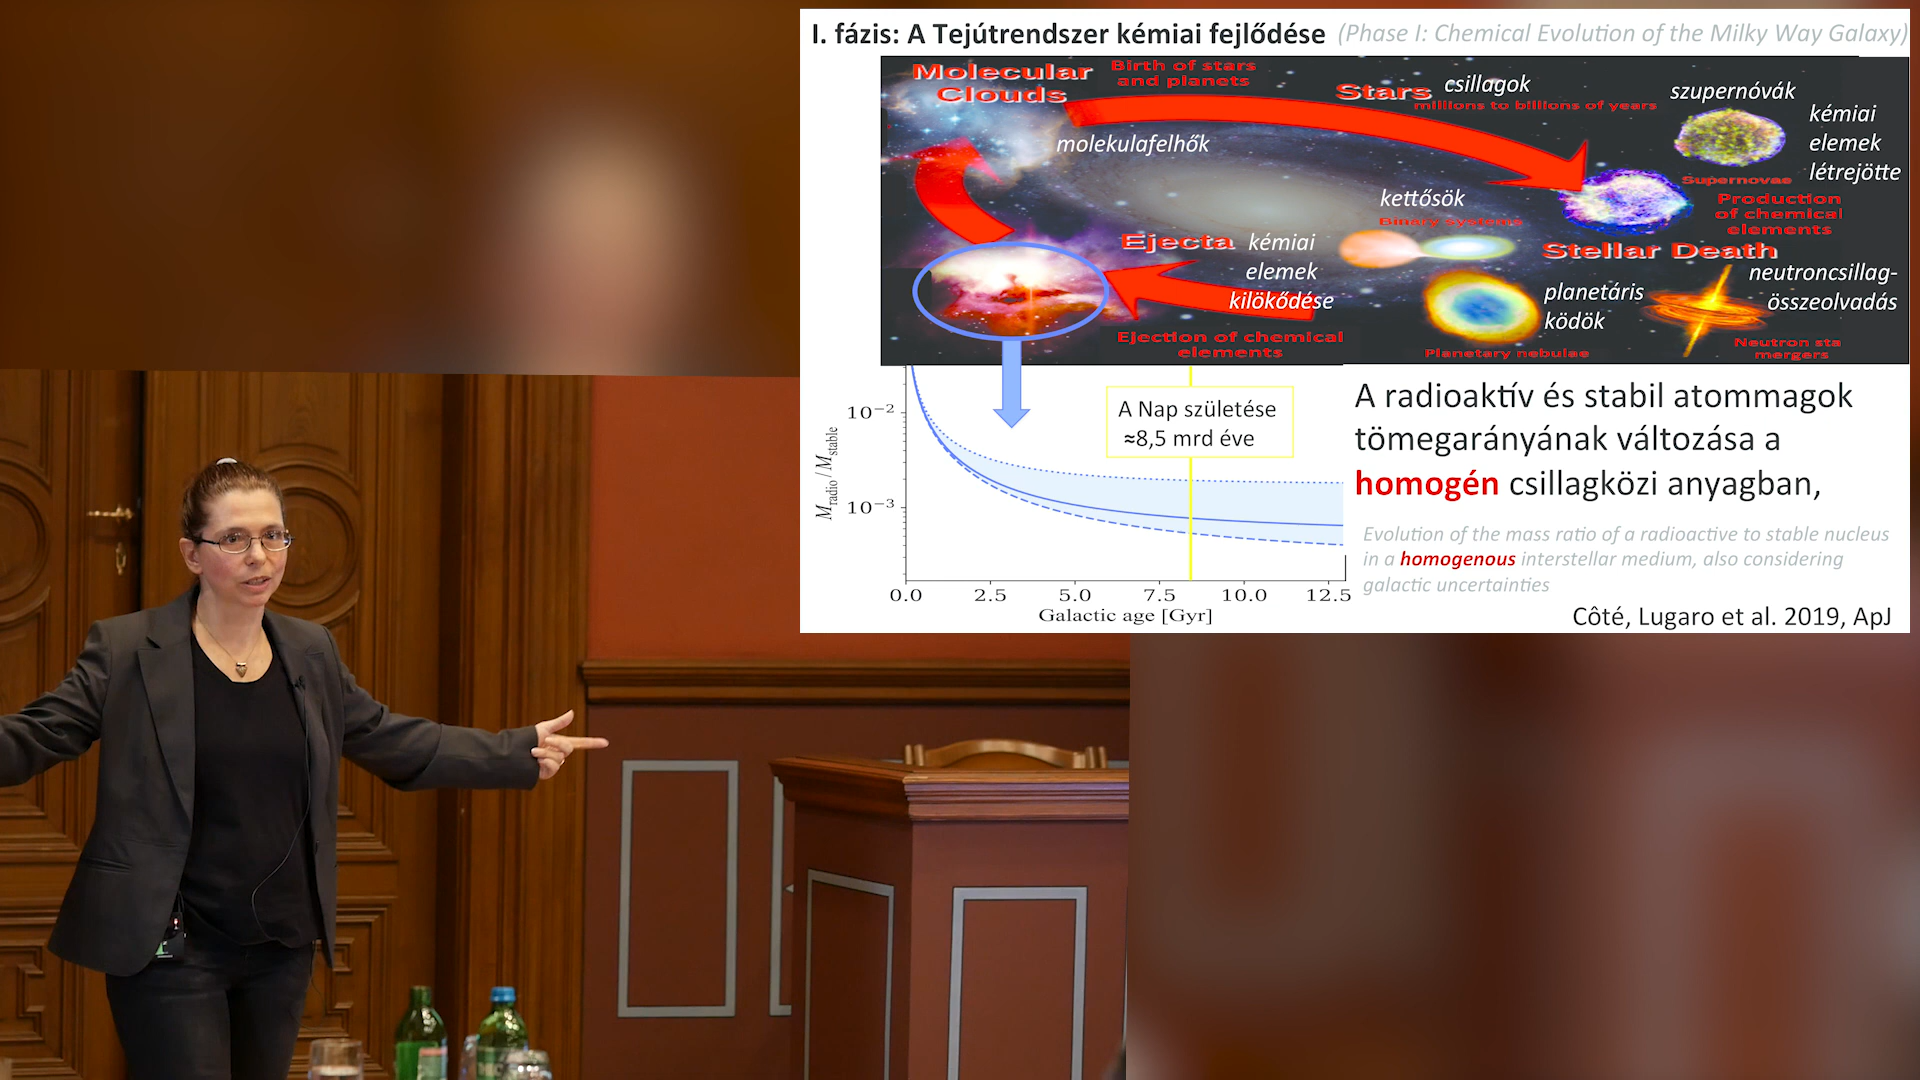 I. fázis: A Tejútrendszer kémiai fejlődése (Phase I: Chemical Evolution of the Milky Way Galaxy)
Molecular
Clouds
Birth of stars
and planets
Stars csillagok
millions to billions of years
szupernóvák
kémiai
elemek
létrejötte
molekulafelhők
Supernovae
Production
of chemical
elements
kettősök
Binary systems
Stellar Death
Ejecta
kémiai
elemek
kilökődése
neutroncsillag-
összeolvadás
planetáris
ködök
Ejection of chemical
elements
Planetary nebulae
Neutron sta
mergers
M_radio / M_stable
10⁻²
10⁻³
A Nap születése
≈8,5 mrd éve
0.0 2.5 5.0 7.5 10.0 12.5
Galactic age [Gyr]
A radioaktív és stabil atommagok
tömegarányának változása a
homogén csillagközi anyagban,
Evolution of the mass ratio of a radioactive to stable nucleus
in a homogenous interstellar medium, also considering
galactic uncertainties
Côté, Lugaro et al. 2019, ApJ